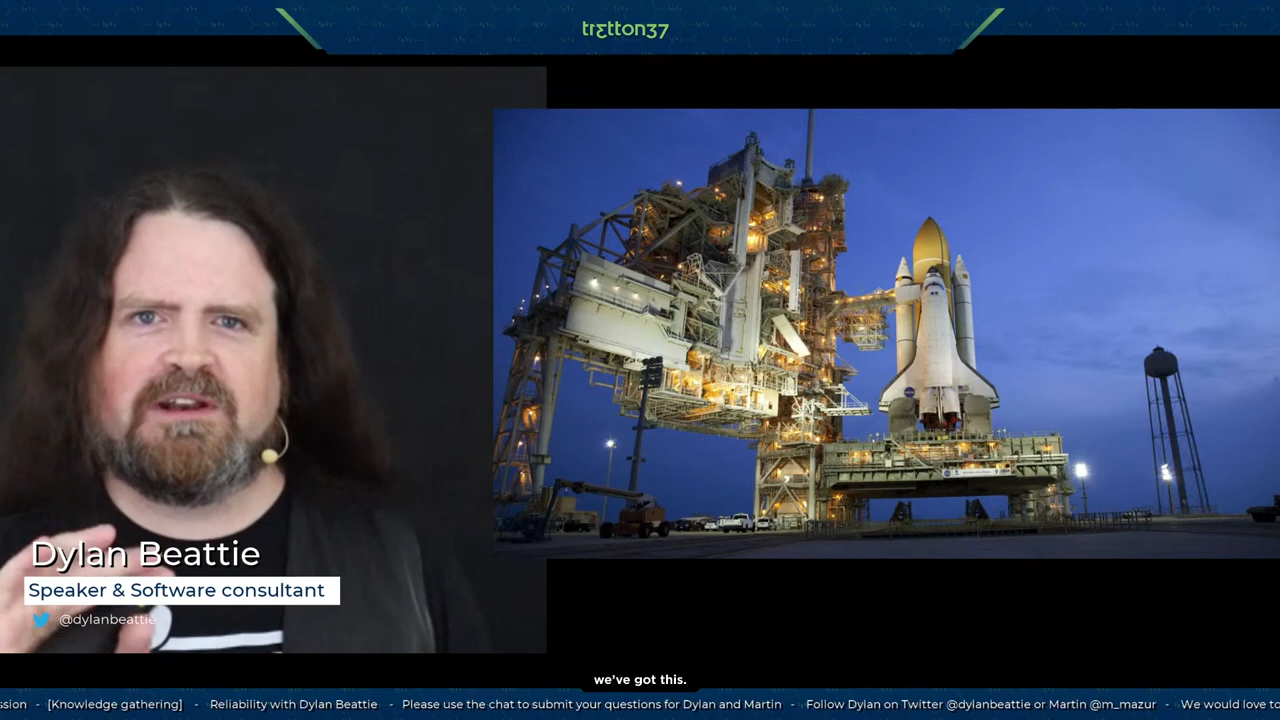 trɛtton37
Dylan Beattie
Speaker & Software consultant
@dylanbeattie
we've got this.
ssion - [Knowledge gathering] - Reliability with Dylan Beattie - Please use the chat to submit your questions for Dylan and Martin - Follow Dylan on Twitter @dylanbeattie or Martin @m_mazur - We would love to